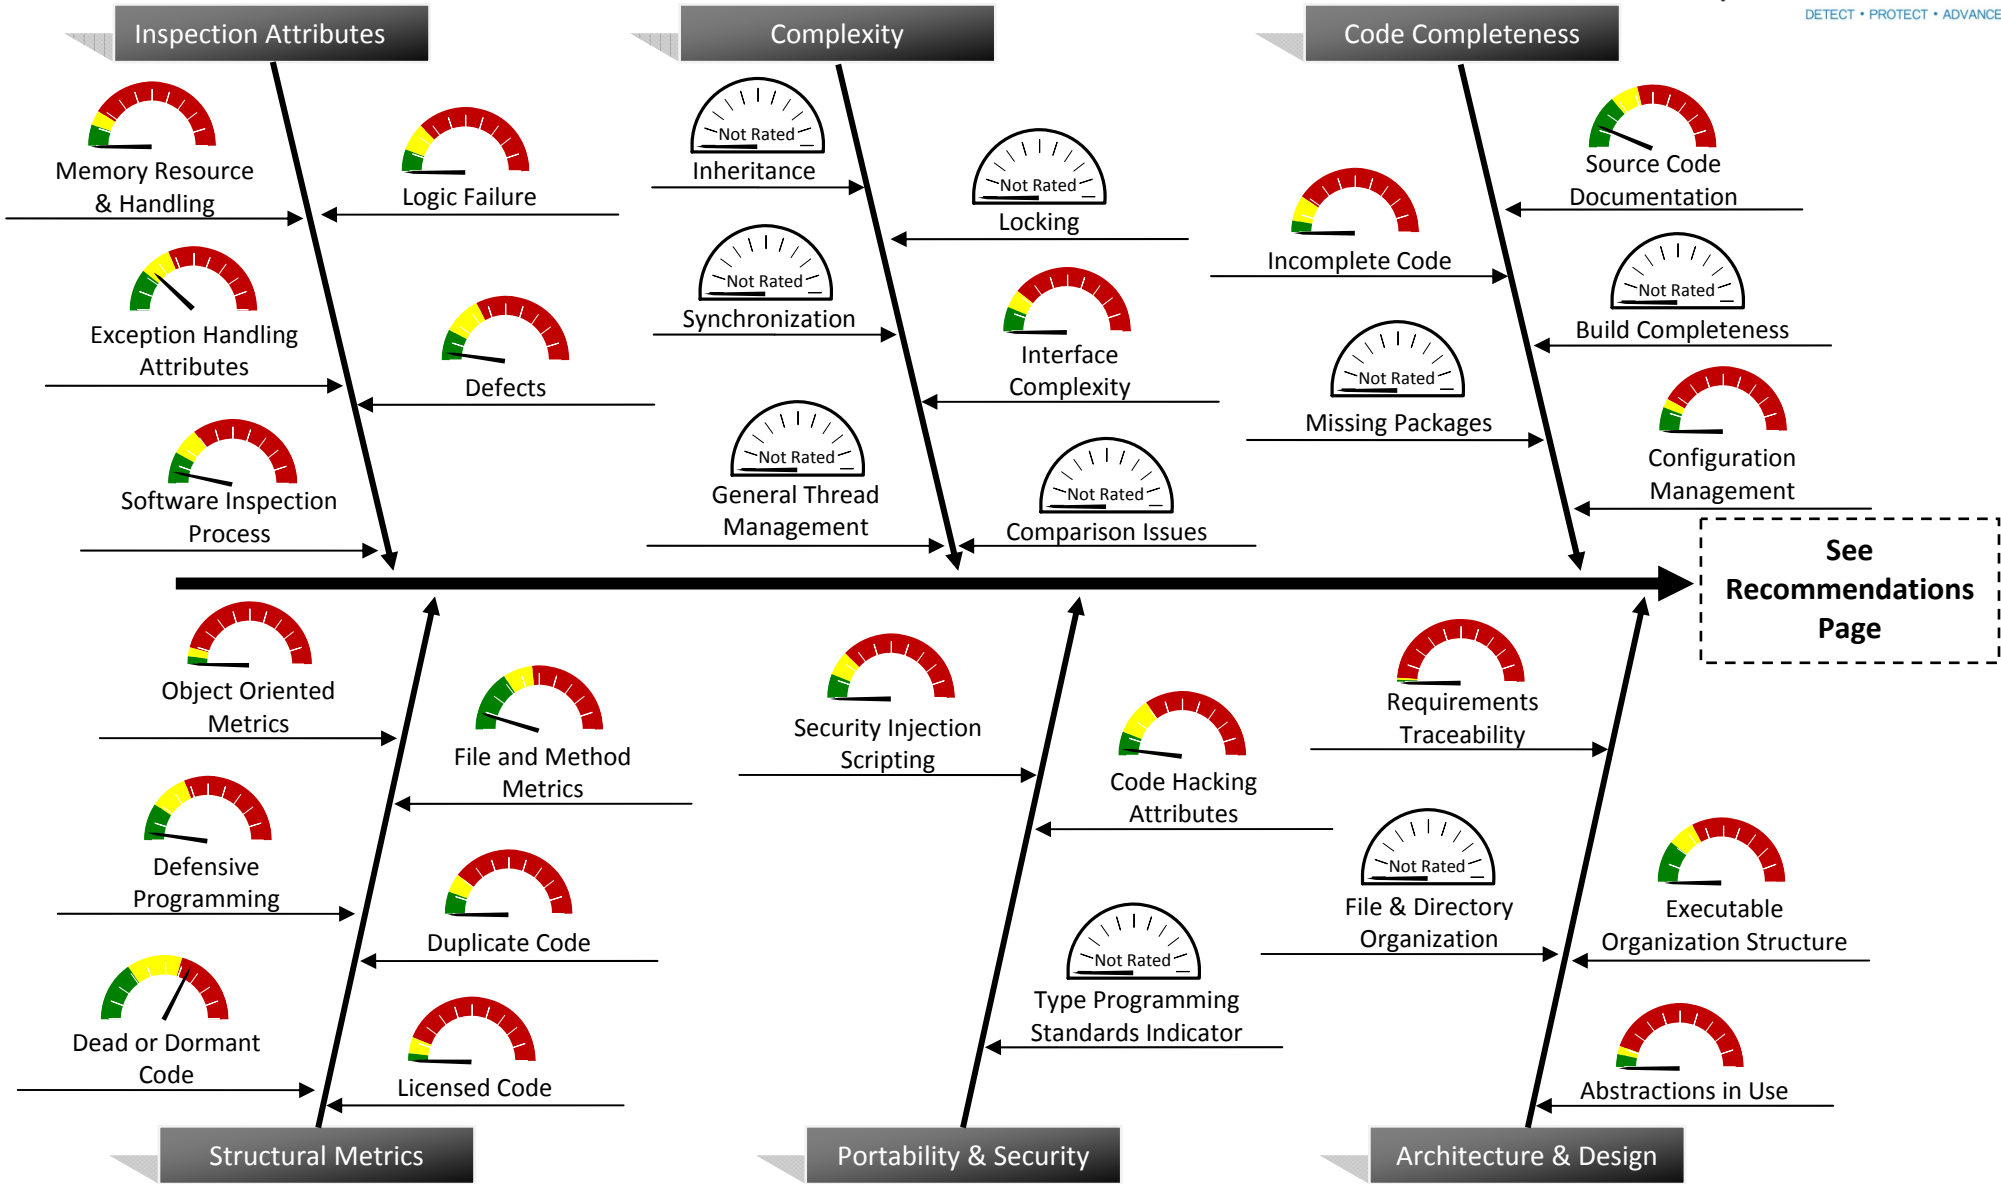 DETECT • PROTECT • ADVANCE
Inspection Attributes
Memory Resource
& Handling
Logic Failure
Exception Handling
Attributes
Defects
Software Inspection
Process
Complexity
Not Rated
Inheritance
Not Rated
Locking
Not Rated
Synchronization
Interface
Complexity
Not Rated
General Thread
Management
Not Rated
Comparison Issues
Code Completeness
Source Code
Documentation
Incomplete Code
Not Rated
Build Completeness
Not Rated
Missing Packages
Configuration
Management
See
Recommendations
Page
Object Oriented
Metrics
File and Method
Metrics
Defensive
Programming
Duplicate Code
Dead or Dormant
Code
Licensed Code
Structural Metrics
Security Injection
Scripting
Code Hacking
Attributes
Not Rated
Type Programming
Standards Indicator
Portability & Security
Requirements
Traceability
Not Rated
File & Directory
Organization
Executable
Organization Structure
Abstractions in Use
Architecture & Design